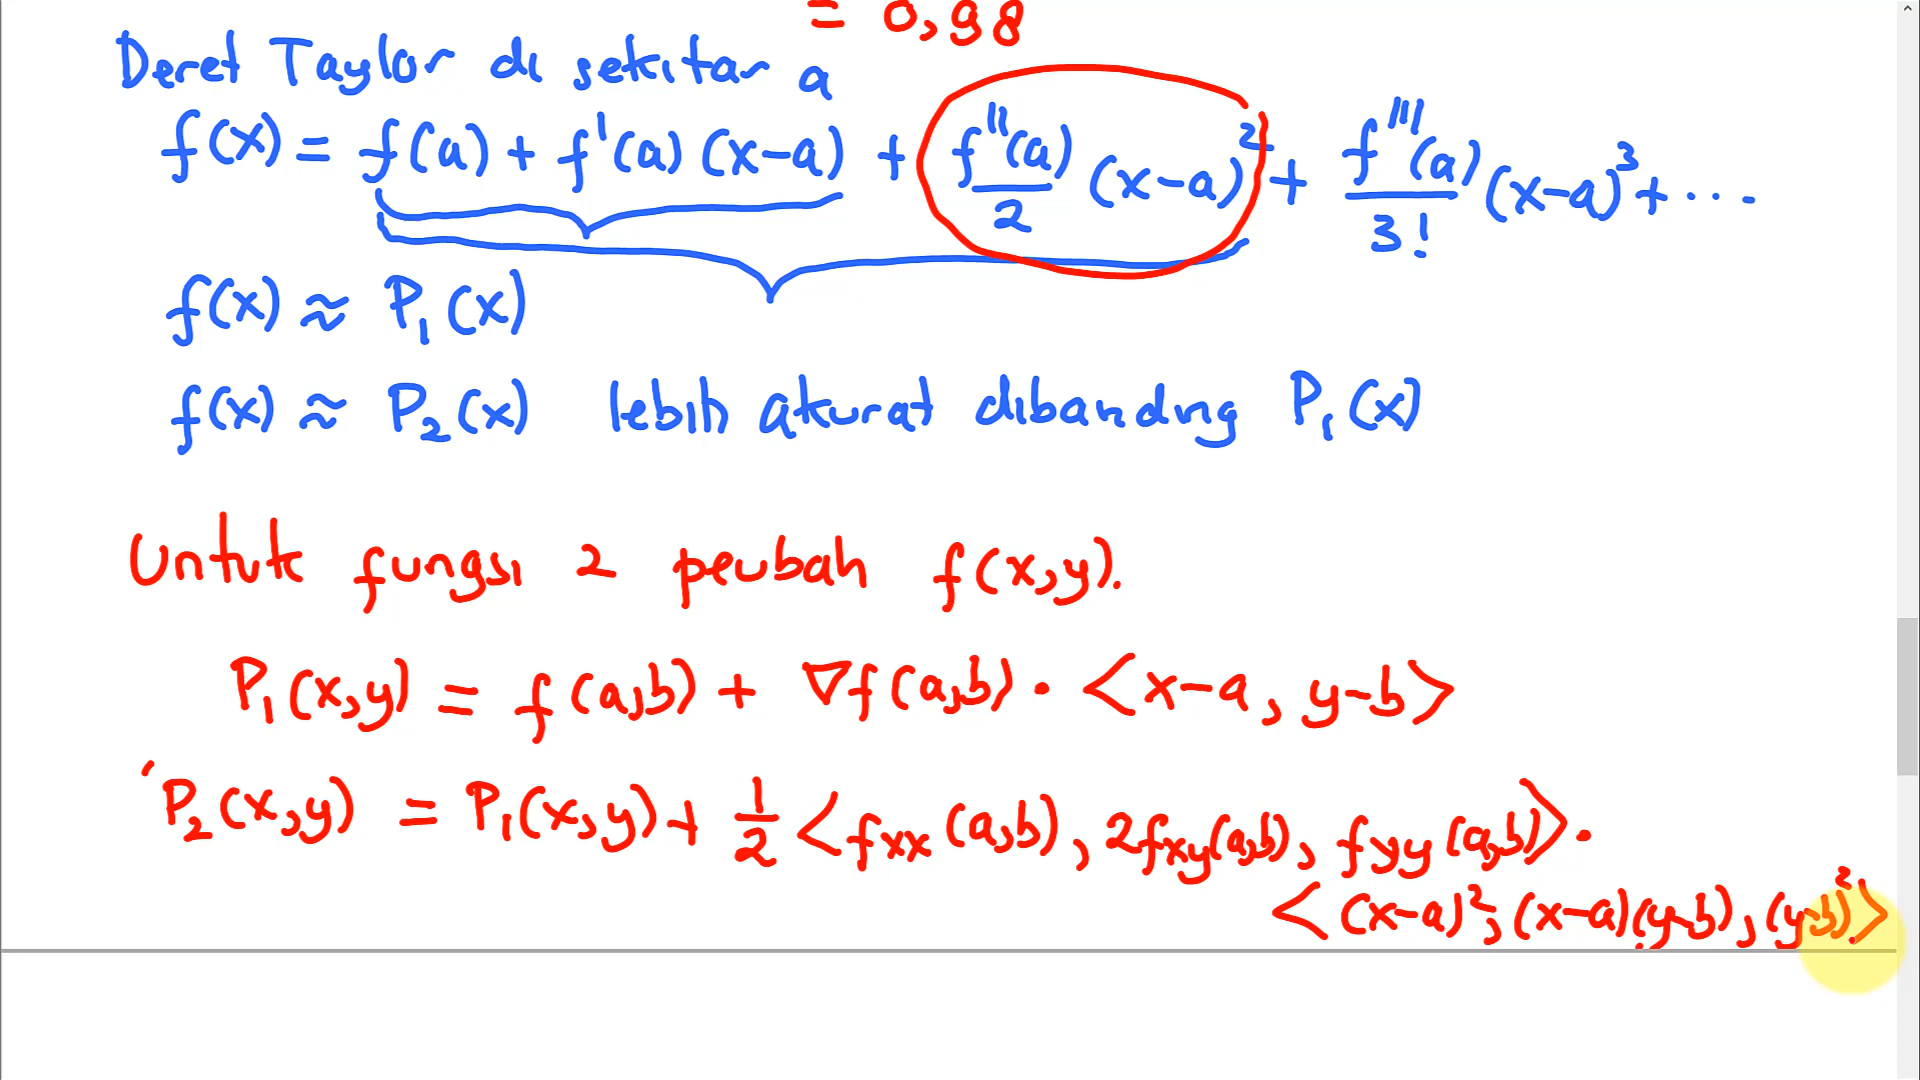 = 0,98
Deret Taylor di sekitar a
f(x) = f(a) + f'(a) (x-a) + f''(a)/2 (x-a)² + f'''(a)/3! (x-a)³ + ...
f(x) ≈ P₁(x)
f(x) ≈ P₂(x) lebih akurat dibanding P₁(x)
Untuk fungsi 2 peubah f(x,y).
P₁(x,y) = f(a,b) + ∇f(a,b) · <x-a, y-b>
P₂(x,y) = P₁(x,y) + 1/2 <fxx(a,b), 2fxy(a,b), fyy(a,b)> ·
<(x-a)², (x-a)(y-b), (y-b)²>